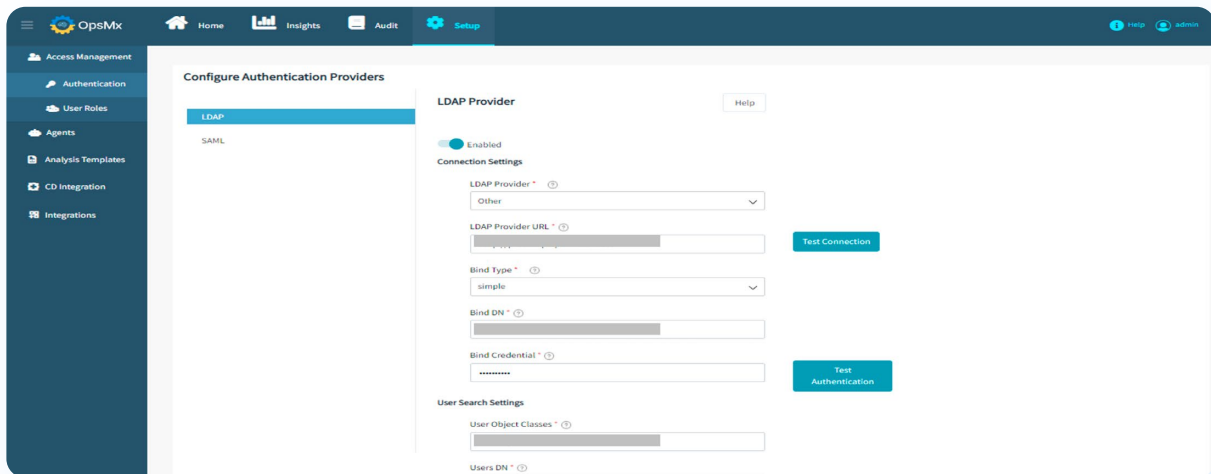 OpsMx
Home
Insights
Audit
Setup
Help
admin
Access Management
Authentication
User Roles
Agents
Analysis Templates
CD Integration
Integrations
Configure Authentication Providers
LDAP
SAML
LDAP Provider
Help
Enabled
Connection Settings
LDAP Provider *
Other
LDAP Provider URL *
Test Connection
Bind Type *
simple
Bind DN *
Bind Credential *
••••••••••
Test
Authentication
User Search Settings
User Object Classes *
Users DN *